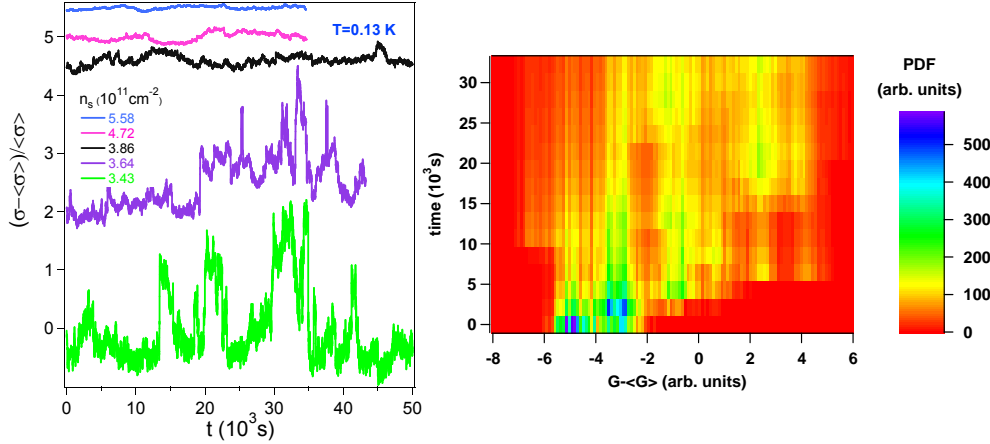 T=0.13 K
n_s (10^11 cm^-2)
5.58
4.72
3.86
3.64
3.43
(σ−<σ>)/<σ>
5
4
3
2
1
0
0 10 20 30 40 50
t (10^3 s)
time (10^3 s)
30
25
20
15
10
5
0
-8 -6 -4 -2 0 2 4 6
G-<G> (arb. units)
PDF
(arb. units)
500
400
300
200
100
0